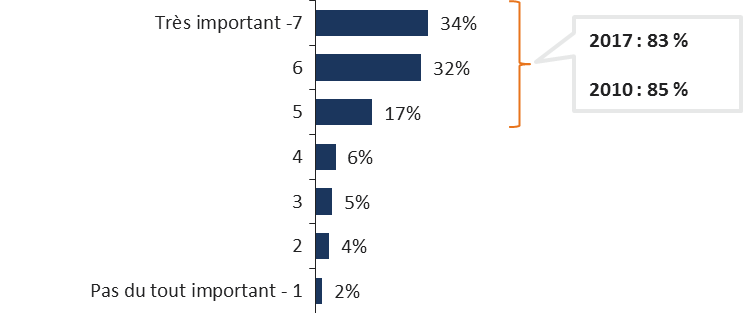 Très important -7 34%
6 32%
5 17%
4 6%
3 5%
2 4%
Pas du tout important - 1 2%
2017 : 83 %
2010 : 85 %